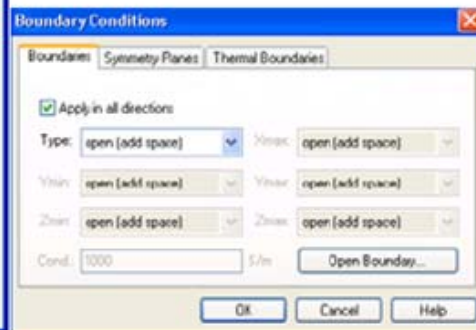 Boundary Conditions
Boundaries Symmetry Planes Thermal Boundaries
Apply in all directions
Type: open (add space) Xmax: open (add space)
Ymin: open (add space) Ymax: open (add space)
Zmin: open (add space) Zmax: open (add space)
Cond.: 1000 S/m Open Bounday...
OK Cancel Help